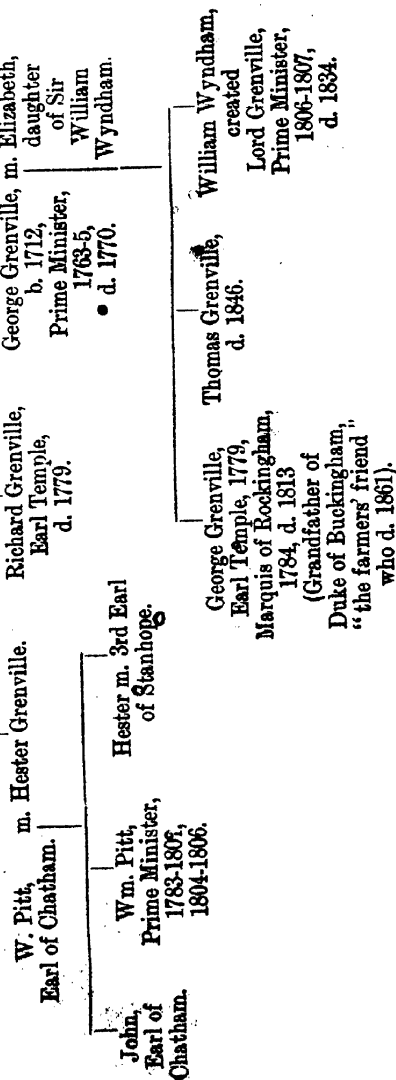 W. Pitt,
Earl of Chatham.
m. Hester Grenville.
Richard Grenville,
Earl Temple,
d. 1779.
George Grenville,
b. 1712,
Prime Minister,
1763-5,
d. 1770.
m. Elizabeth,
daughter
of Sir
William
Wyndham.
John,
Earl of
Chatham.
Wm. Pitt,
Prime Minister,
1783-180
1804-1806.
Hester m. 3rd Earl
of Stanhope.
George Grenville,
Earl Temple, 1779,
Marquis of Rockingham,
1784, d. 1813
(Grandfather of
Duke of Buckingham,
"the farmers' friend"
who d. 1861).
Thomas Grenville,
d. 1846.
William Wyndham,
created
Lord Grenville,
Prime Minister,
1806-1807,
d. 1834.